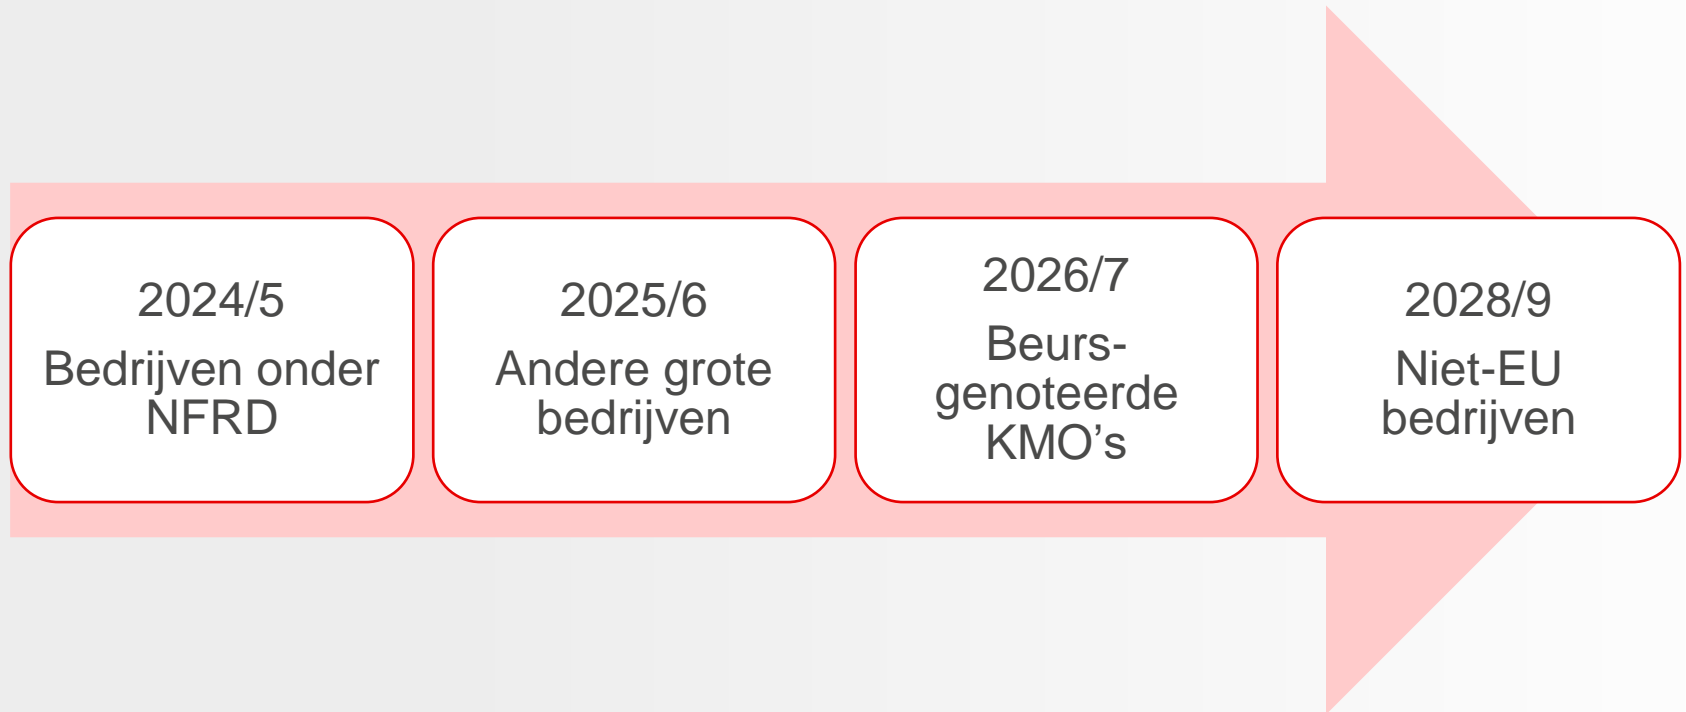 2024/5
Bedrijven onder
NFRD
2025/6
Andere grote
bedrijven
2026/7
Beurs-
genoteerde
KMO’s
2028/9
Niet-EU
bedrijven